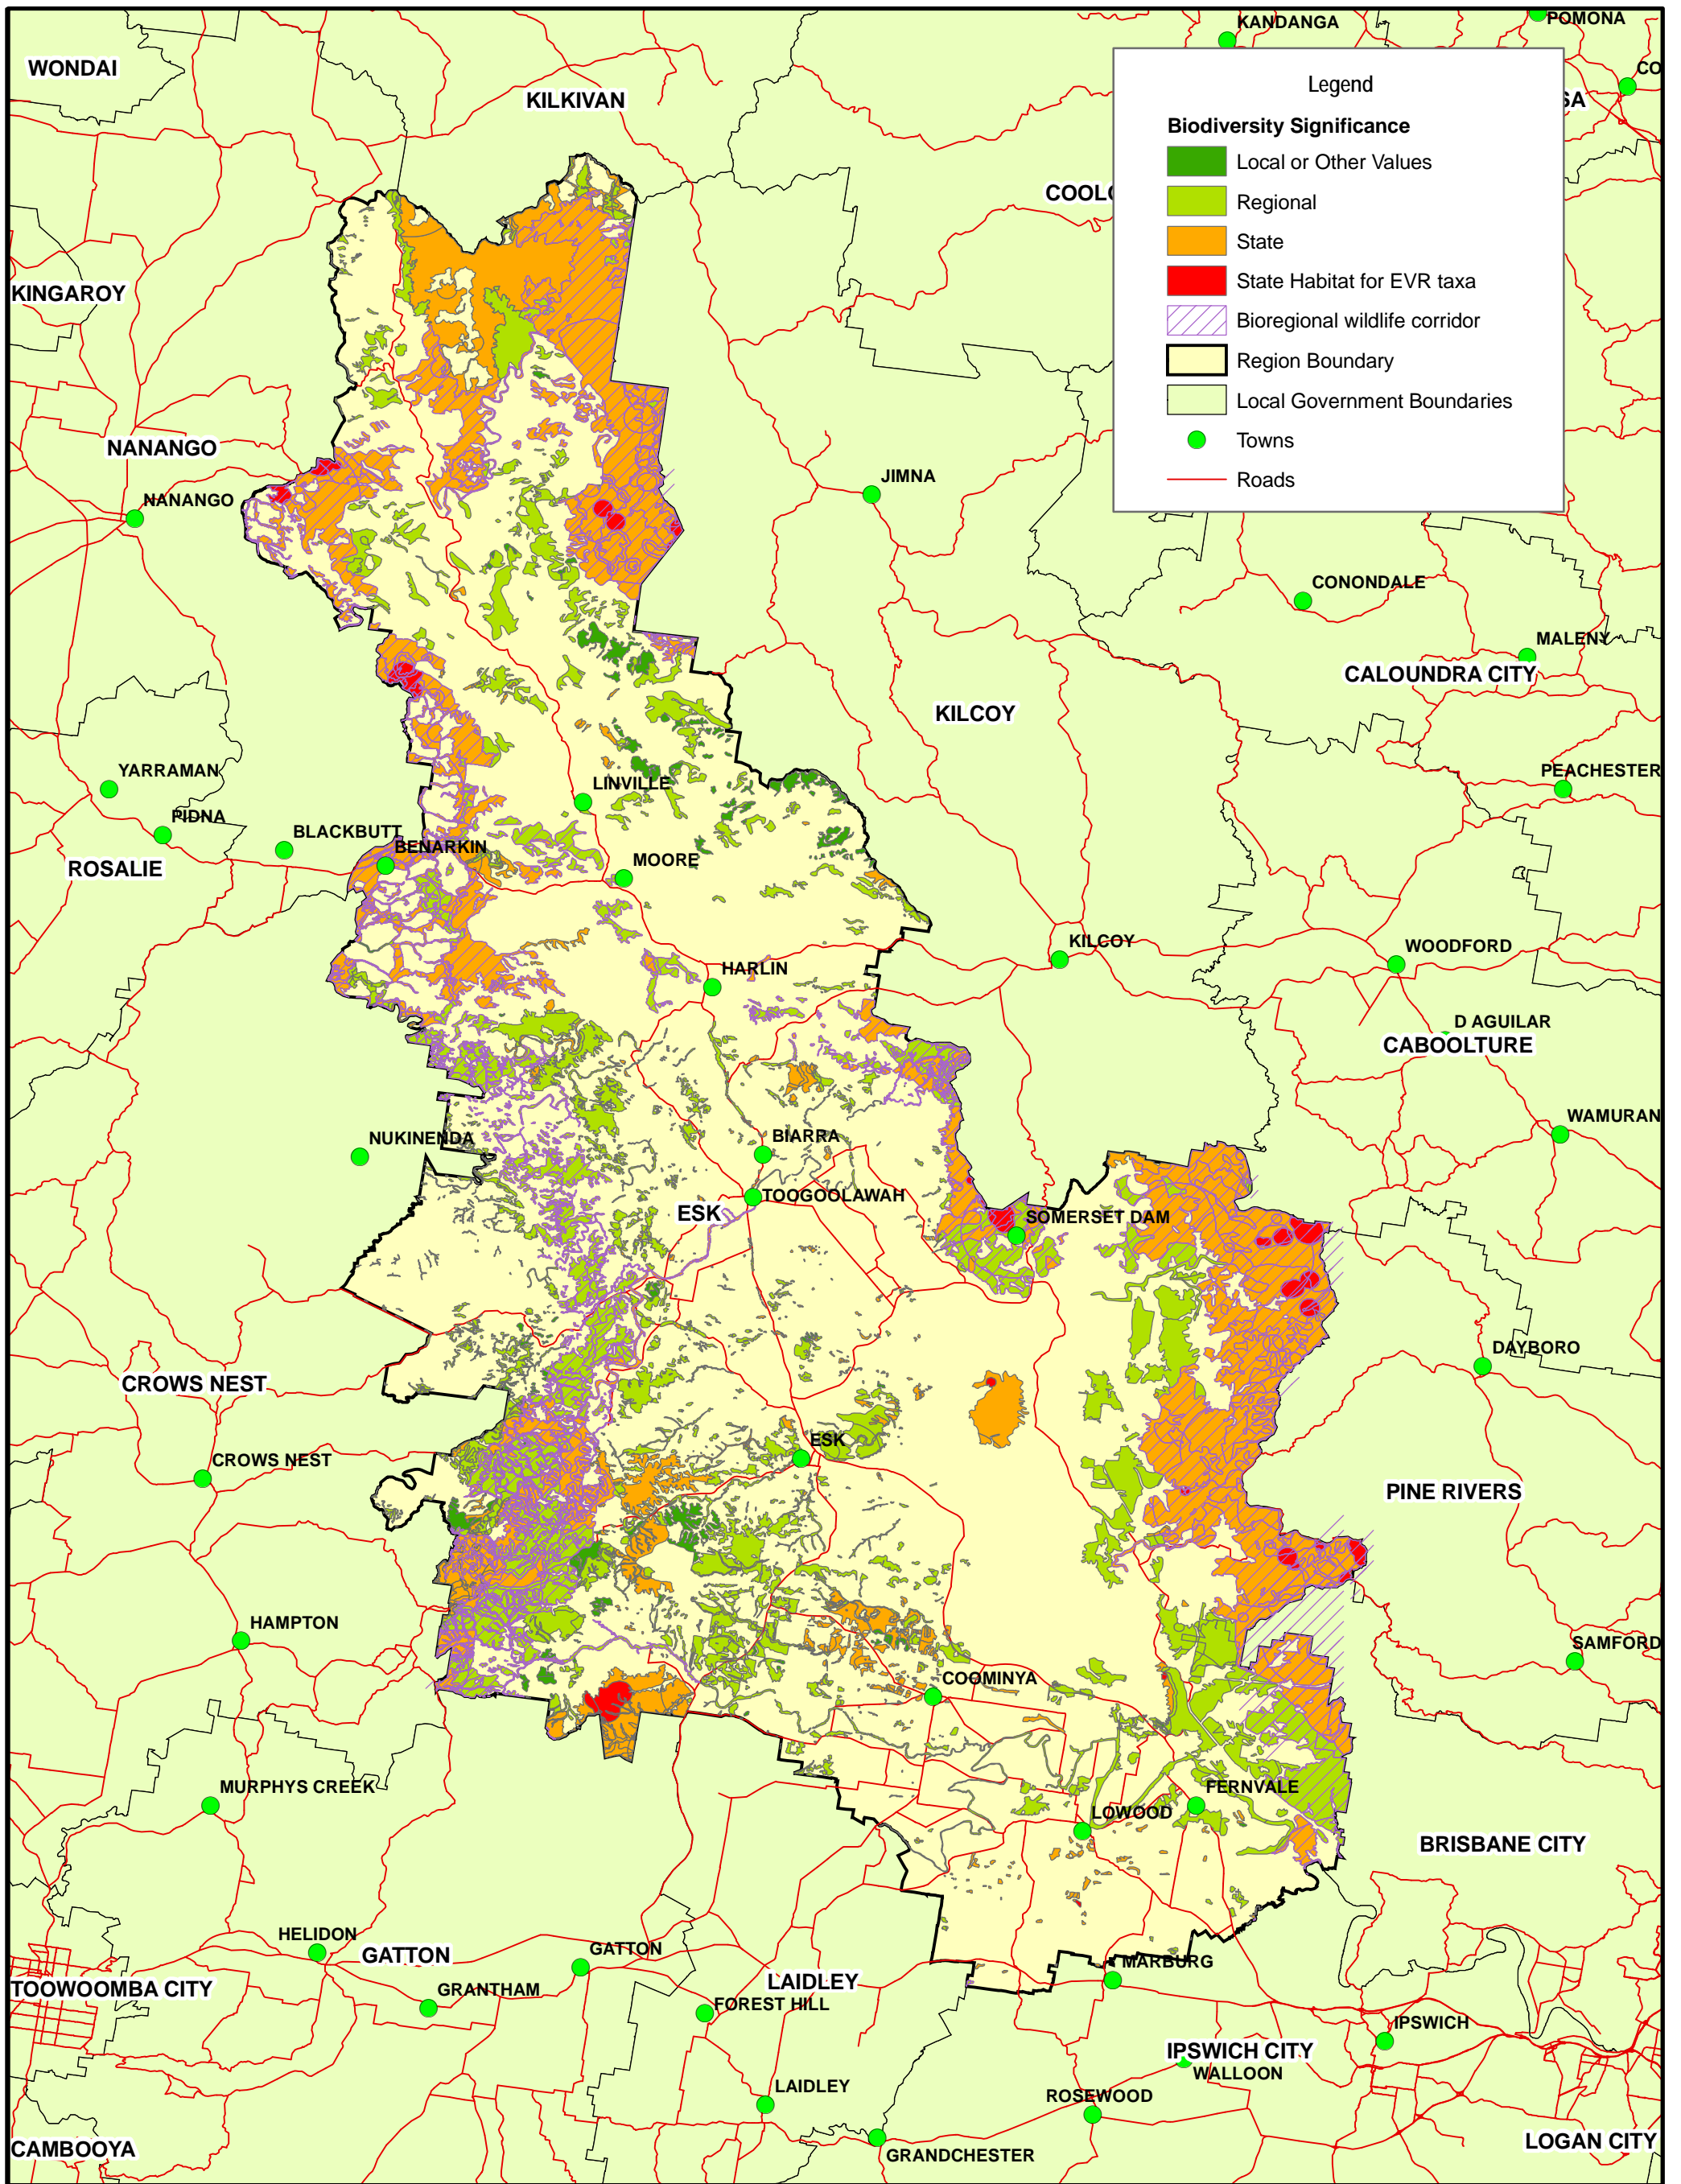 KANDANGA
POMONA
WONDAI
CO
KILKIVAN
SA
Legend
Biodiversity Significance
Local or Other Values
Regional
State
State Habitat for EVR taxa
Bioregional wildlife corridor
Region Boundary
Local Government Boundaries
Towns
Roads
COOLO
KINGAROY
NANANGO
NANANGO
JIMNA
CONONDALE
MALENY
CALOUNDRA CITY
KILCOY
YARRAMAN
PEACHESTER
LINVILLE
PIDNA
BLACKBUTT
BENARKIN
MOORE
ROSALIE
KILCOY
WOODFORD
HARLIN
D AGUILAR
CABOOLTURE
WAMURAN
NUKINENDA
BIARRA
TOOGOOLAWAH
ESK
SOMERSET DAM
DAYBORO
CROWS NEST
ESK
CROWS NEST
PINE RIVERS
HAMPTON
SAMFORD
COOMINYA
MURPHYS CREEK
FERNVALE
LOWOOD
BRISBANE CITY
HELIDON
GATTON
GATTON
MARBURG
TOOWOOMBA CITY
LAIDLEY
GRANTHAM
FOREST HILL
IPSWICH
IPSWICH CITY
WALLOON
LAIDLEY
ROSEWOOD
CAMBOOYA
GRANDCHESTER
LOGAN CITY